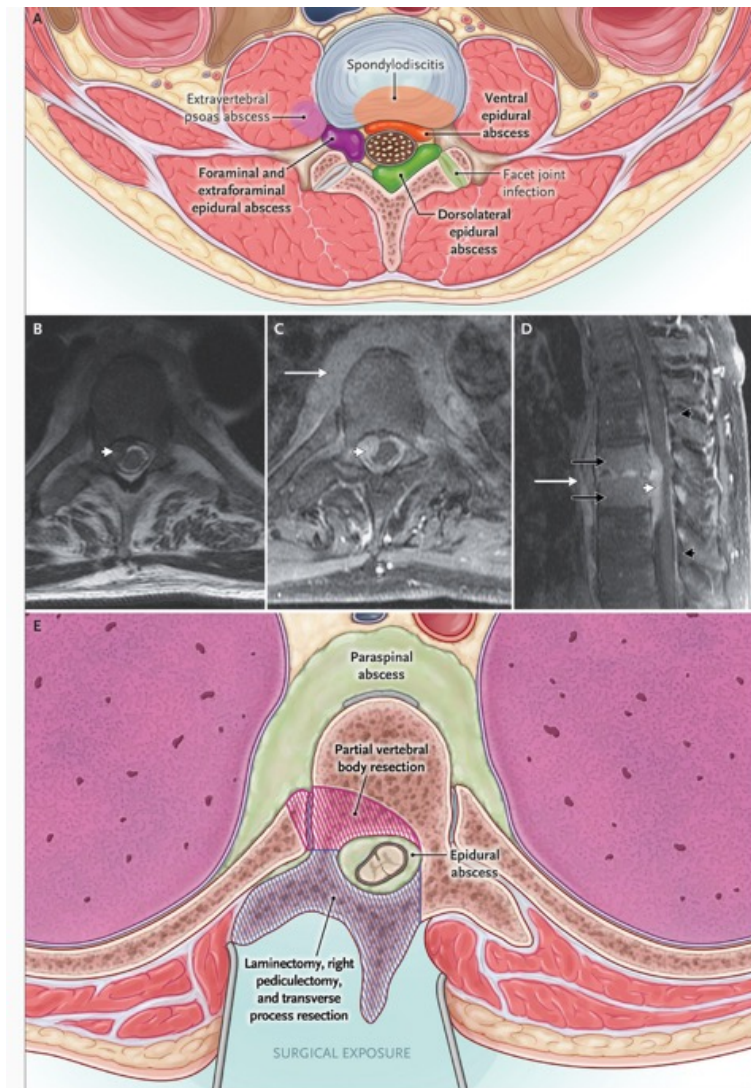 A
Spondylodiscitis
Extravertebral
psoas abscess
Ventral
epidural
abscess
Foraminal and
extraforaminal
epidural abscess
Facet joint
infection
Dorsolateral
epidural
abscess
B
C
D
E
Paraspinal
abscess
Partial vertebral
body resection
Epidural
abscess
Laminectomy, right
pediculectomy,
and transverse
process resection
SURGICAL EXPOSURE